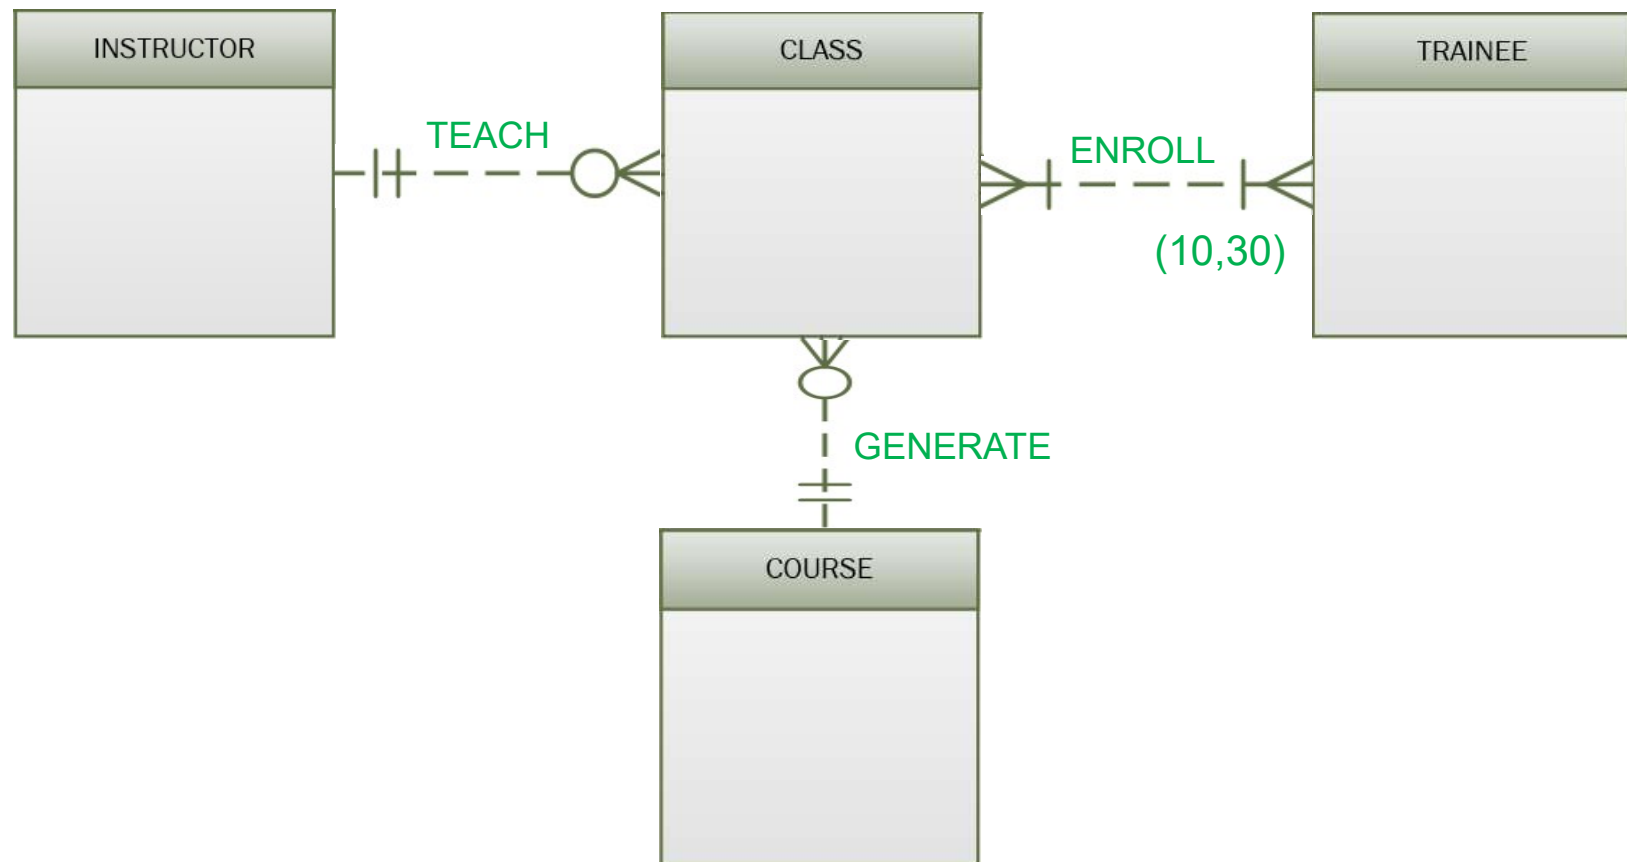 INSTRUCTOR
CLASS
TRAINEE
TEACH
ENROLL
(10,30)
GENERATE
COURSE